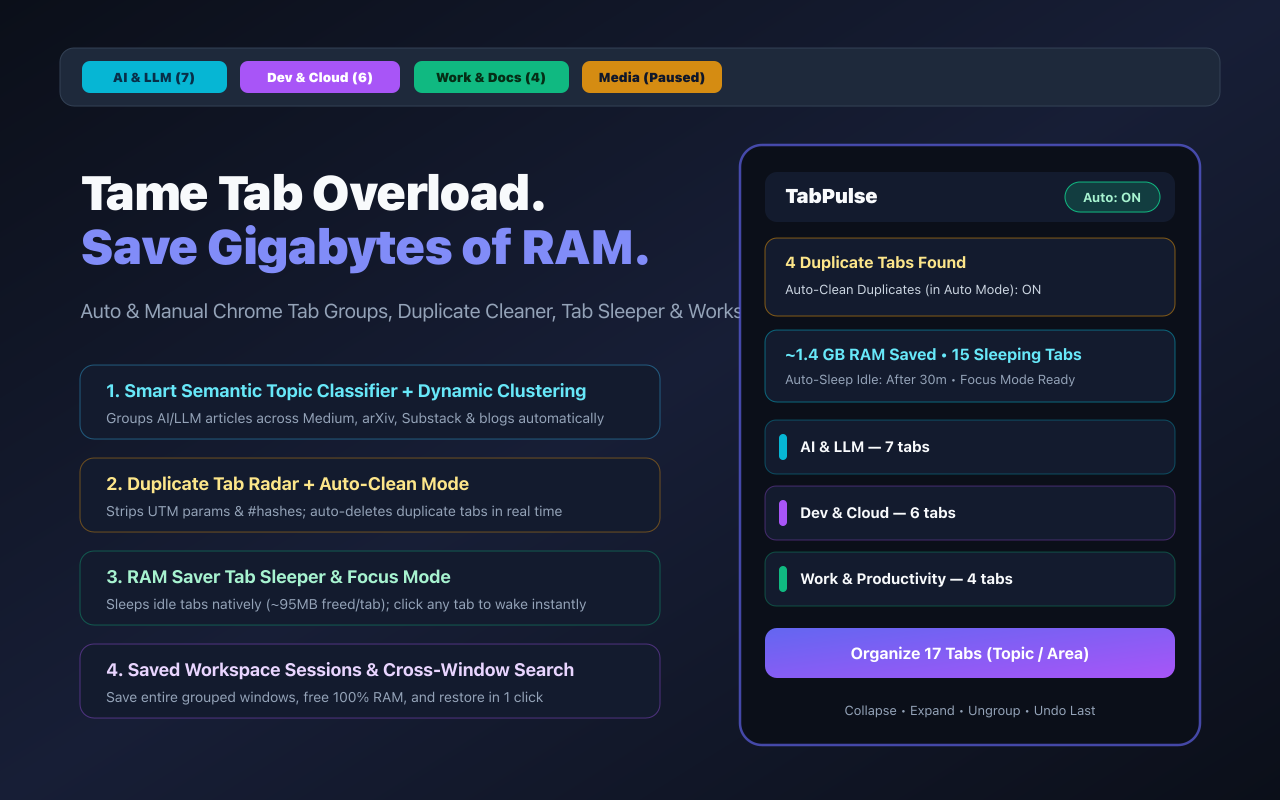 AI & LLM (7)
Dev & Cloud (6)
Work & Docs (4)
Media (Paused)
Tame Tab Overload.
Save Gigabytes of RAM.
Auto & Manual Chrome Tab Groups, Duplicate Cleaner, Tab Sleeper & Works
1. Smart Semantic Topic Classifier + Dynamic Clustering
Groups AI/LLM articles across Medium, arXiv, Substack & blogs automatically
2. Duplicate Tab Radar + Auto-Clean Mode
Strips UTM params & #hashes; auto-deletes duplicate tabs in real time
3. RAM Saver Tab Sleeper & Focus Mode
Sleeps idle tabs natively (~95MB freed/tab); click any tab to wake instantly
4. Saved Workspace Sessions & Cross-Window Search
Save entire grouped windows, free 100% RAM, and restore in 1 click
TabPulse
Auto: ON
4 Duplicate Tabs Found
Auto-Clean Duplicates (in Auto Mode): ON
~1.4 GB RAM Saved • 15 Sleeping Tabs
Auto-Sleep Idle: After 30m • Focus Mode Ready
AI & LLM — 7 tabs
Dev & Cloud — 6 tabs
Work & Productivity — 4 tabs
Organize 17 Tabs (Topic / Area)
Collapse • Expand • Ungroup • Undo Last